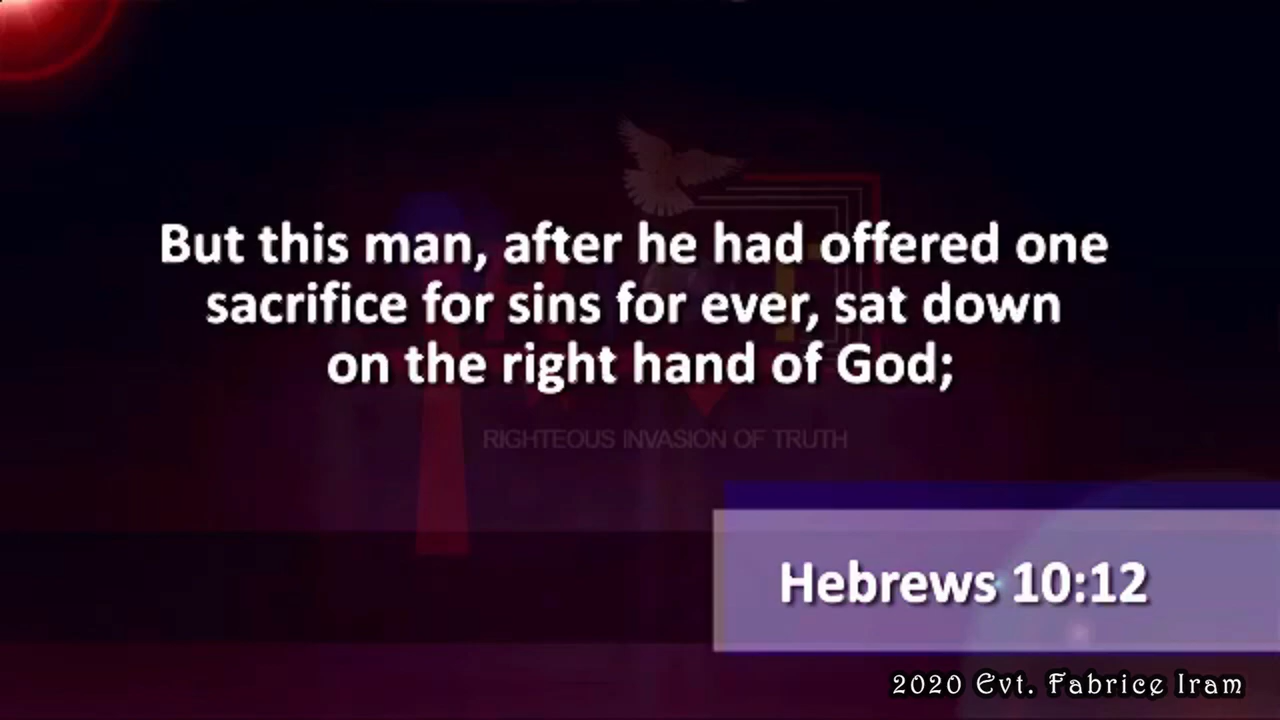 But this man, after he had offered one
sacrifice for sins for ever, sat down
on the right hand of God;
RIGHTEOUS INVASION OF TRUTH
Hebrews 10:12
2020 Evt. Fabrice Iram